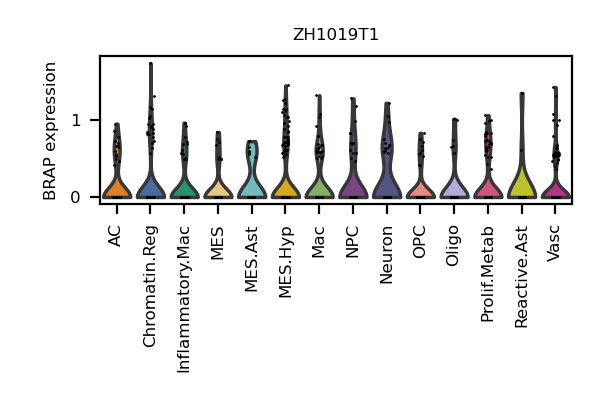 ZH1019T1
BRAP expression
1
0
AC
Chromatin.Reg
Inflammatory.Mac
MES
MES.Ast
MES.Hyp
Mac
NPC
Neuron
OPC
Oligo
Prolif.Metab
Reactive.Ast
Vasc